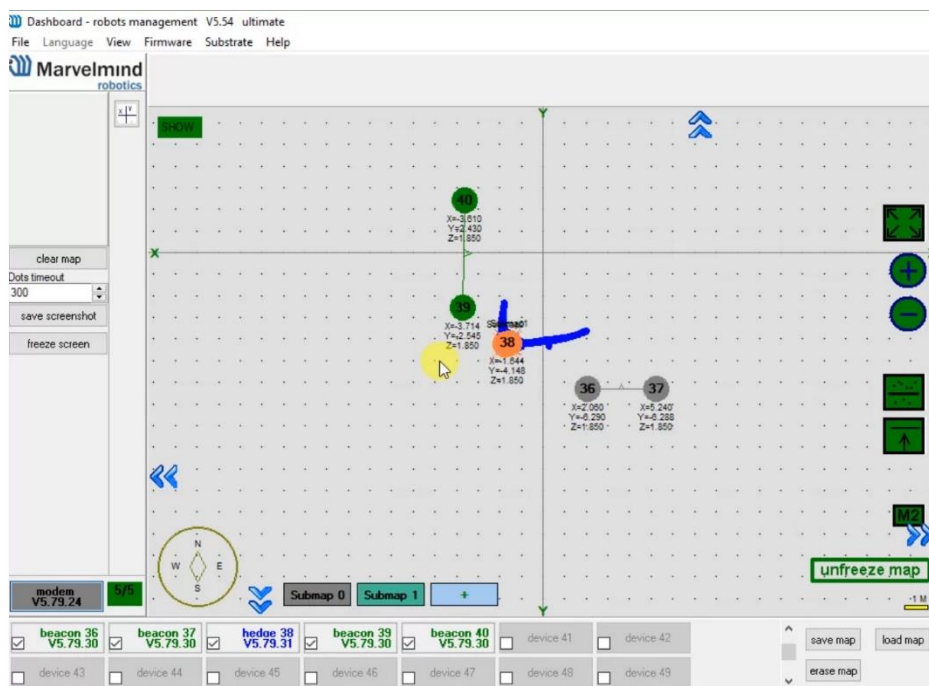 Dashboard - robots management V5.54 ultimate
File Language View Firmware Substrate Help
Marvelmind
robotics
clear map
Dots timeout
300
save screenshot
freeze screen
modem
V5.79.24
5/5
x Y
SHOW
Y
X
40
X=-3.610
Y=2.430
Z=1.850
39
X=-3.714
Y=-2.545
Z=1.850
38
X=-1.644
Y=-4.148
Z=1.850
36
X=2.060
Y=-6.290
Z=1.850
37
X=5.240
Y=-6.288
Z=1.850
N
W E
S
Submap 0 Submap 1 +
Y
M2
unfreeze map
1 M
beacon 36
V5.79.30
beacon 37
V5.79.30
hedge 38
V5.79.31
beacon 39
V5.79.30
beacon 40
V5.79.30
device 41
device 42
device 43
device 44
device 45
device 46
device 47
device 48
device 49
save map
load map
erase map